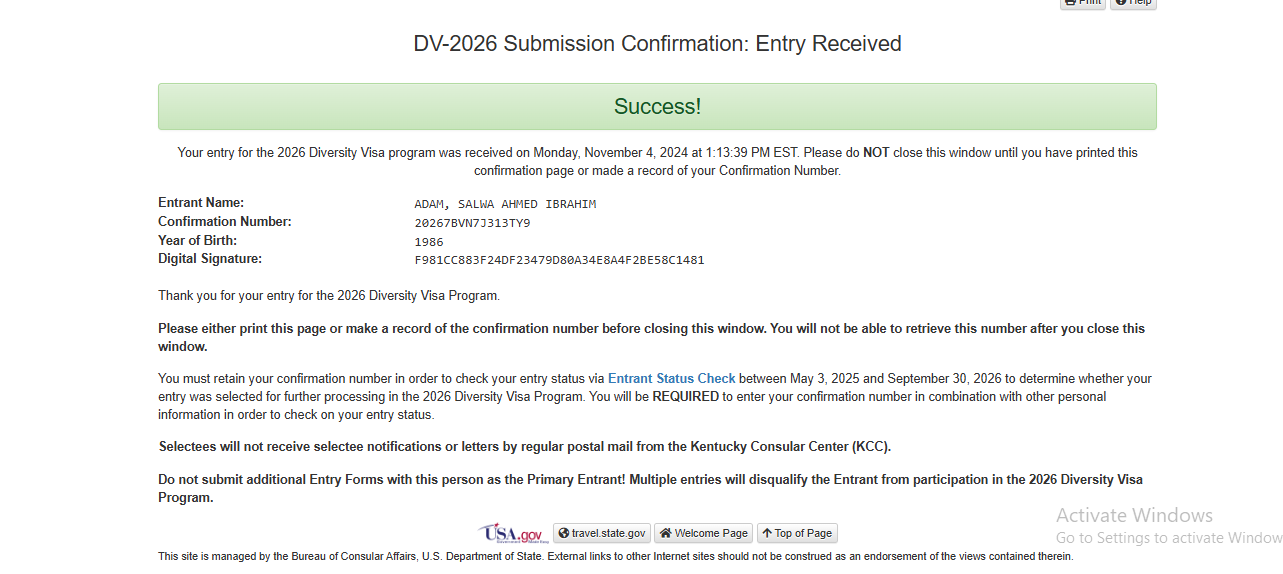 Print Help
DV-2026 Submission Confirmation: Entry Received
Success!
Your entry for the 2026 Diversity Visa program was received on Monday, November 4, 2024 at 1:13:39 PM EST. Please do NOT close this window until you have printed this
confirmation page or made a record of your Confirmation Number.
Entrant Name: ADAM, SALWA AHMED IBRAHIM
Confirmation Number: 20267BVN7J313TY9
Year of Birth: 1986
Digital Signature: F981CC883F24DF23479D80A34E8A4F2BE58C1481
Thank you for your entry for the 2026 Diversity Visa Program.
Please either print this page or make a record of the confirmation number before closing this window. You will not be able to retrieve this number after you close this
window.
You must retain your confirmation number in order to check your entry status via Entrant Status Check between May 3, 2025 and September 30, 2026 to determine whether your
entry was selected for further processing in the 2026 Diversity Visa Program. You will be REQUIRED to enter your confirmation number in combination with other personal
information in order to check on your entry status.
Selectees will not receive selectee notifications or letters by regular postal mail from the Kentucky Consular Center (KCC).
Do not submit additional Entry Forms with this person as the Primary Entrant! Multiple entries will disqualify the Entrant from participation in the 2026 Diversity Visa
Program.
USA.gov travel.state.gov Welcome Page Top of Page
This site is managed by the Bureau of Consular Affairs, U.S. Department of State. External links to other Internet sites should not be construed as an endorsement of the views contained therein.
Activate Windows
Go to Settings to activate Window